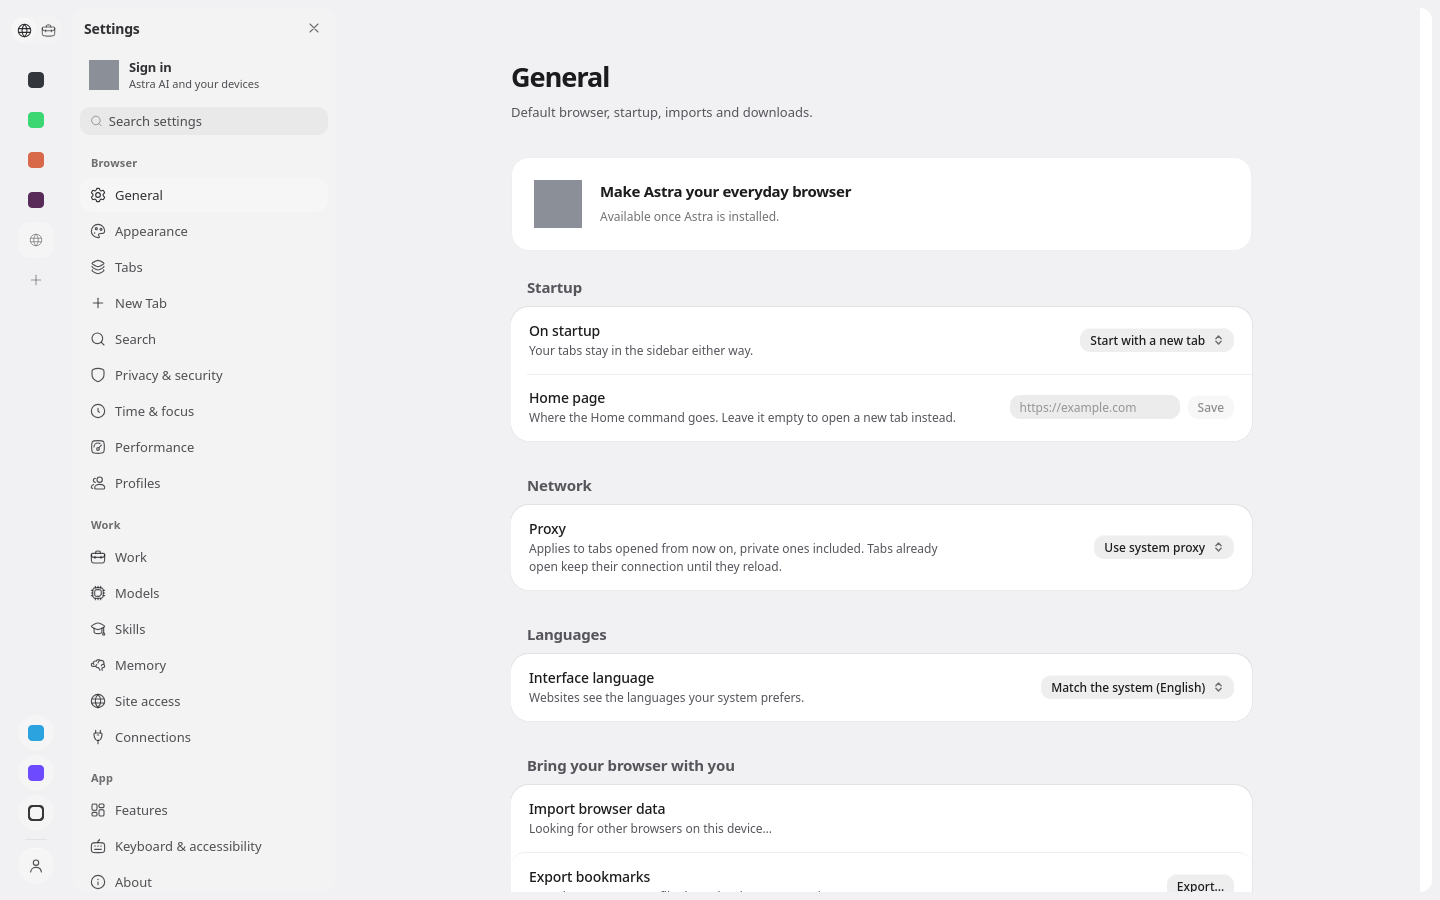 Settings
Sign in
Astra AI and your devices
Search settings
Browser
General
Appearance
Tabs
New Tab
Search
Privacy & security
Time & focus
Performance
Profiles
Work
Work
Models
Skills
Memory
Site access
Connections
App
Features
Keyboard & accessibility
About
General
Default browser, startup, imports and downloads.
Make Astra your everyday browser
Available once Astra is installed.
Startup
On startup
Your tabs stay in the sidebar either way.
Start with a new tab
Home page
Where the Home command goes. Leave it empty to open a new tab instead.
https://example.com
Save
Network
Proxy
Applies to tabs opened from now on, private ones included. Tabs already
open keep their connection until they reload.
Use system proxy
Languages
Interface language
Websites see the languages your system prefers.
Match the system (English)
Bring your browser with you
Import browser data
Looking for other browsers on this device...
Export bookmarks
Export...